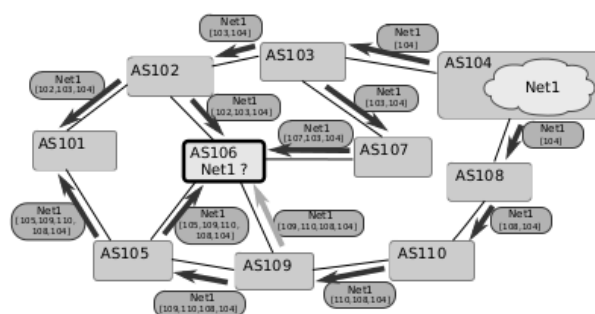 Net1
[103,104]
Net1
[104]
AS103
AS104
AS102
Net1
[102,103,104]
Net1
[102,103,104]
Net1
[103,104]
Net1
Net1
[107,103,104]
Net1
[104]
AS101
AS106
Net1 ?
AS107
AS108
Net1
[105,109,110,
108,104]
Net1
[105,109,110,
108,104]
Net1
[109,110,108,104]
Net1
[108,104]
AS105
AS109
AS110
Net1
[109,110,108,104]
Net1
[110,108,104]